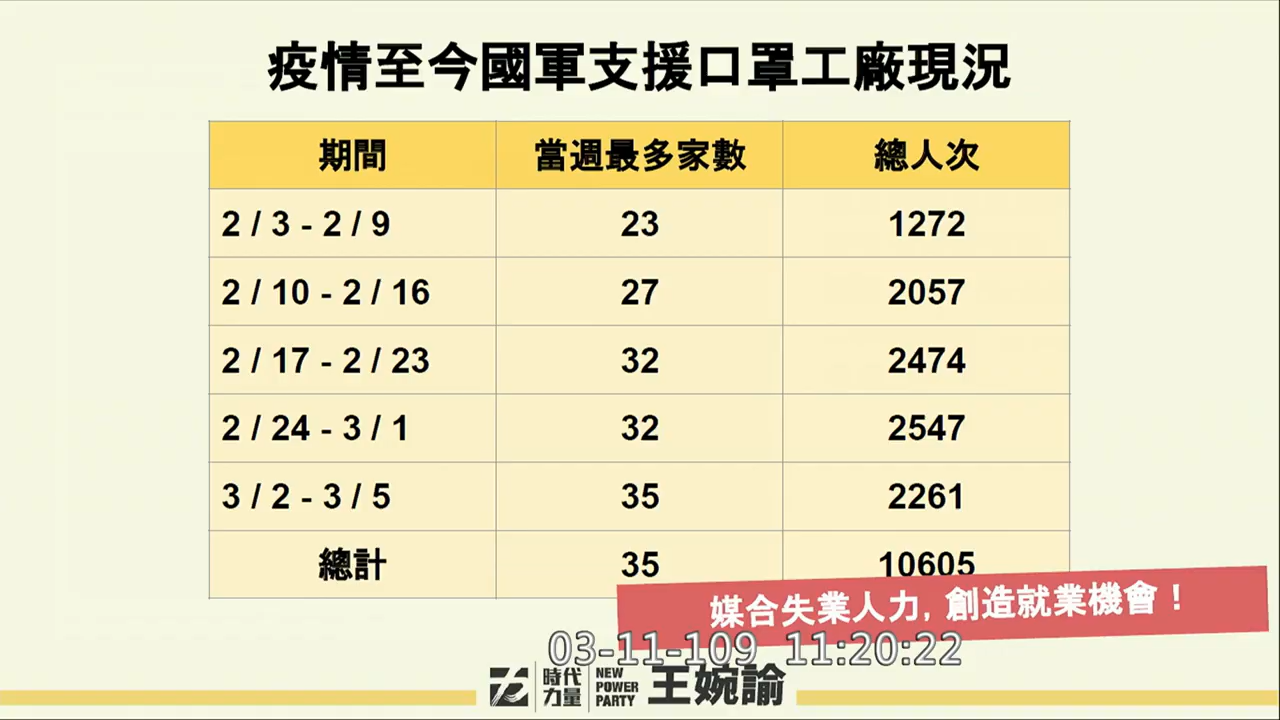 疫情至今國軍支援口罩工廠現況
期間 當週最多家數 總人次
2 / 3 - 2 / 9 23 1272
2 / 10 - 2 / 16 27 2057
2 / 17 - 2 / 23 32 2474
2 / 24 - 3 / 1 32 2547
3 / 2 - 3 / 5 35 2261
總計 35 10605
媒合失業人力, 創造就業機會！
03-11-109 11:20:22
時代力量 NEW POWER PARTY 王婉諭